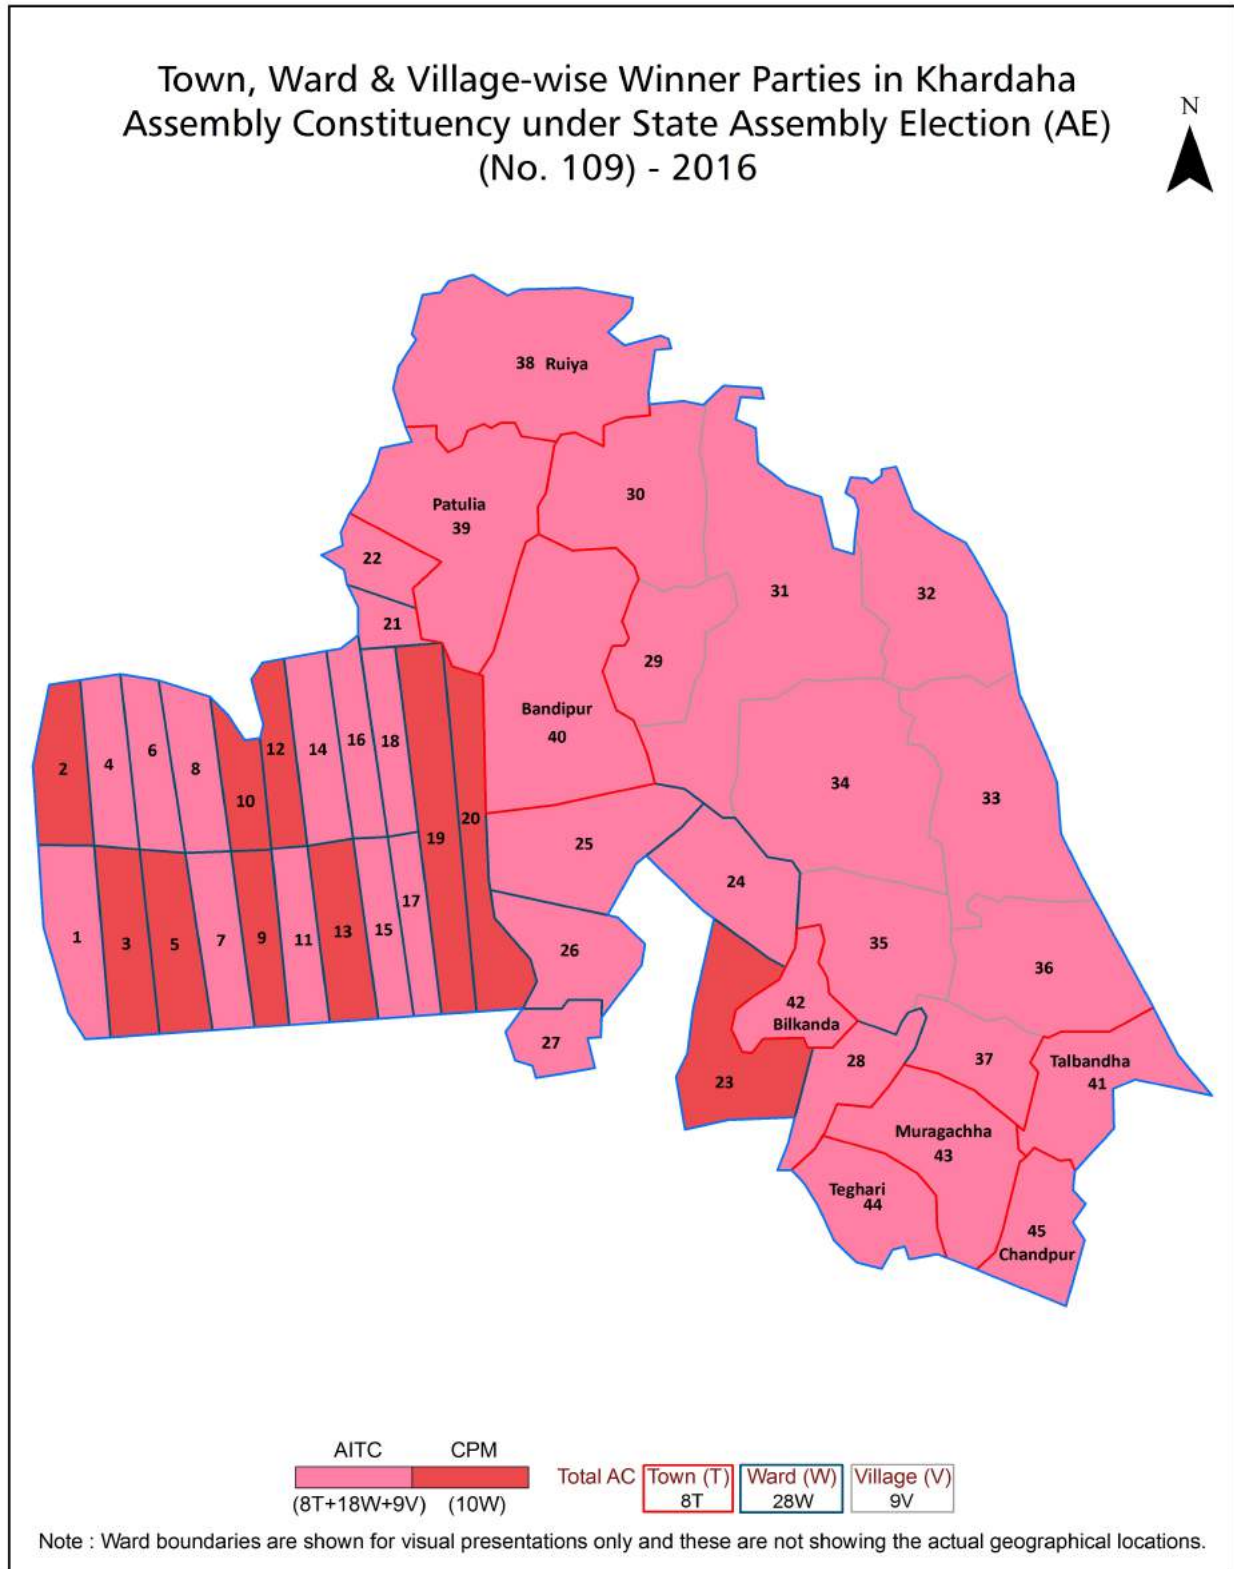 Town, Ward & Village-wise Winner Parties in Khardaha
Assembly Constituency under State Assembly Election (AE)
(No. 109) - 2016
N
38 Ruiya
Patulia
39
30
22
31
32
21
29
Bandipur
40
2
4
6
8
10
12
14
16
18
19
20
34
33
25
24
1
3
5
7
9
11
13
15
17
26
35
36
42
Bilkanda
27
23
28
37
Talbandha
41
Muragachha
43
Teghari
44
45
Chandpur
AITC CPM
(8T+18W+9V) (10W)
Total AC Town (T) Ward (W) Village (V)
8T 28W 9V
Note : Ward boundaries are shown for visual presentations only and these are not showing the actual geographical locations.